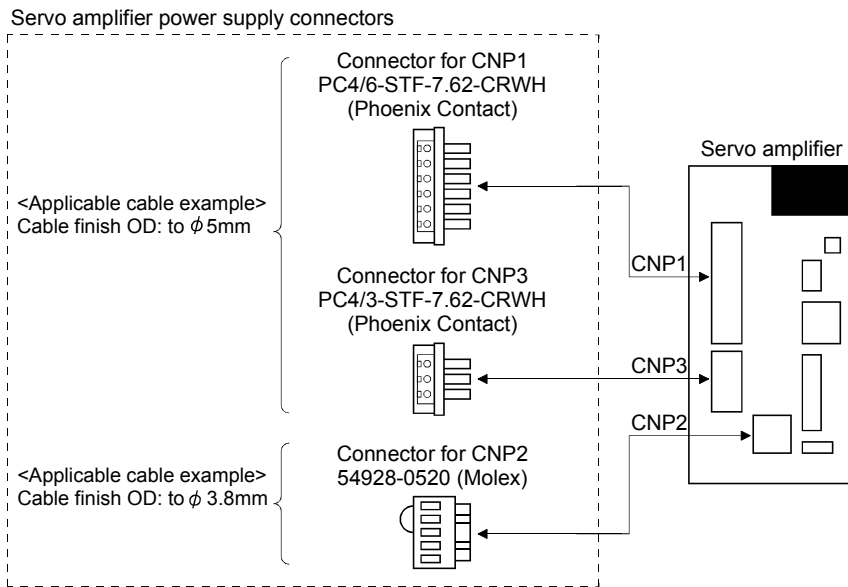 Servo amplifier power supply connectors
Connector for CNP1
PC4/6-STF-7.62-CRWH
(Phoenix Contact)
<Applicable cable example>
Cable finish OD: to ϕ5mm
Connector for CNP3
PC4/3-STF-7.62-CRWH
(Phoenix Contact)
<Applicable cable example>
Cable finish OD: to ϕ 3.8mm
Connector for CNP2
54928-0520 (Molex)
Servo amplifier
CNP1
CNP3
CNP2